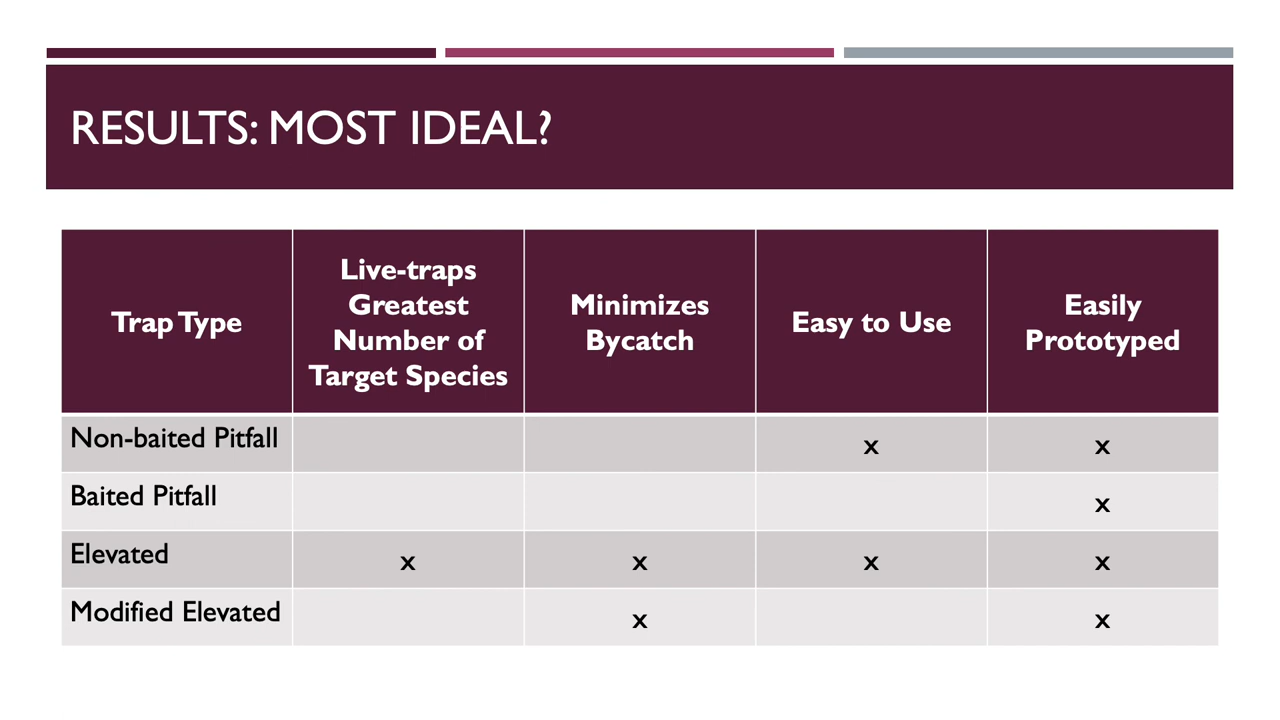 RESULTS: MOST IDEAL?
Trap Type
Live-traps
Greatest
Number of
Target Species
Minimizes
Bycatch
Easy to Use
Easily
Prototyped
Non-baited Pitfall
x
x
Baited Pitfall
x
Elevated
x
x
x
x
Modified Elevated
x
x